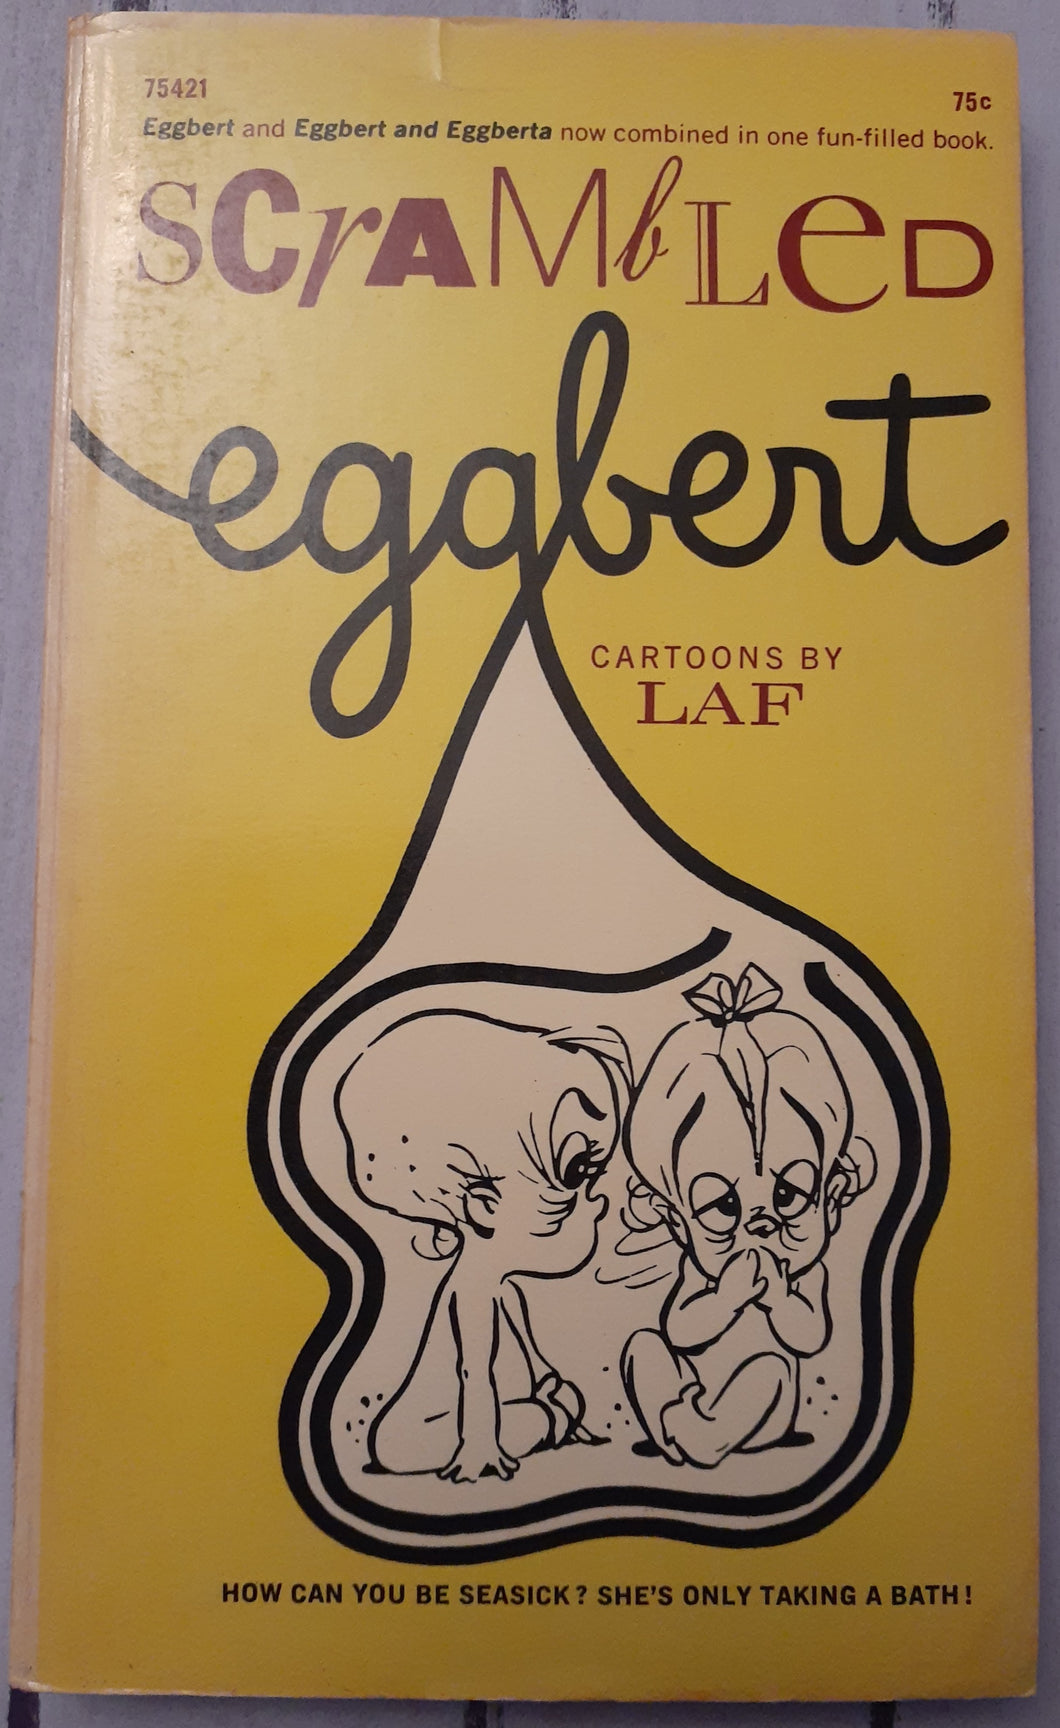 75421
75c
Eggbert and Eggbert and Eggberta now combined in one fun-filled book.
SCrAMbLeD
eggbert
CARTOONS BY
LAF
HOW CAN YOU BE SEASICK? SHE'S ONLY TAKING A BATH!